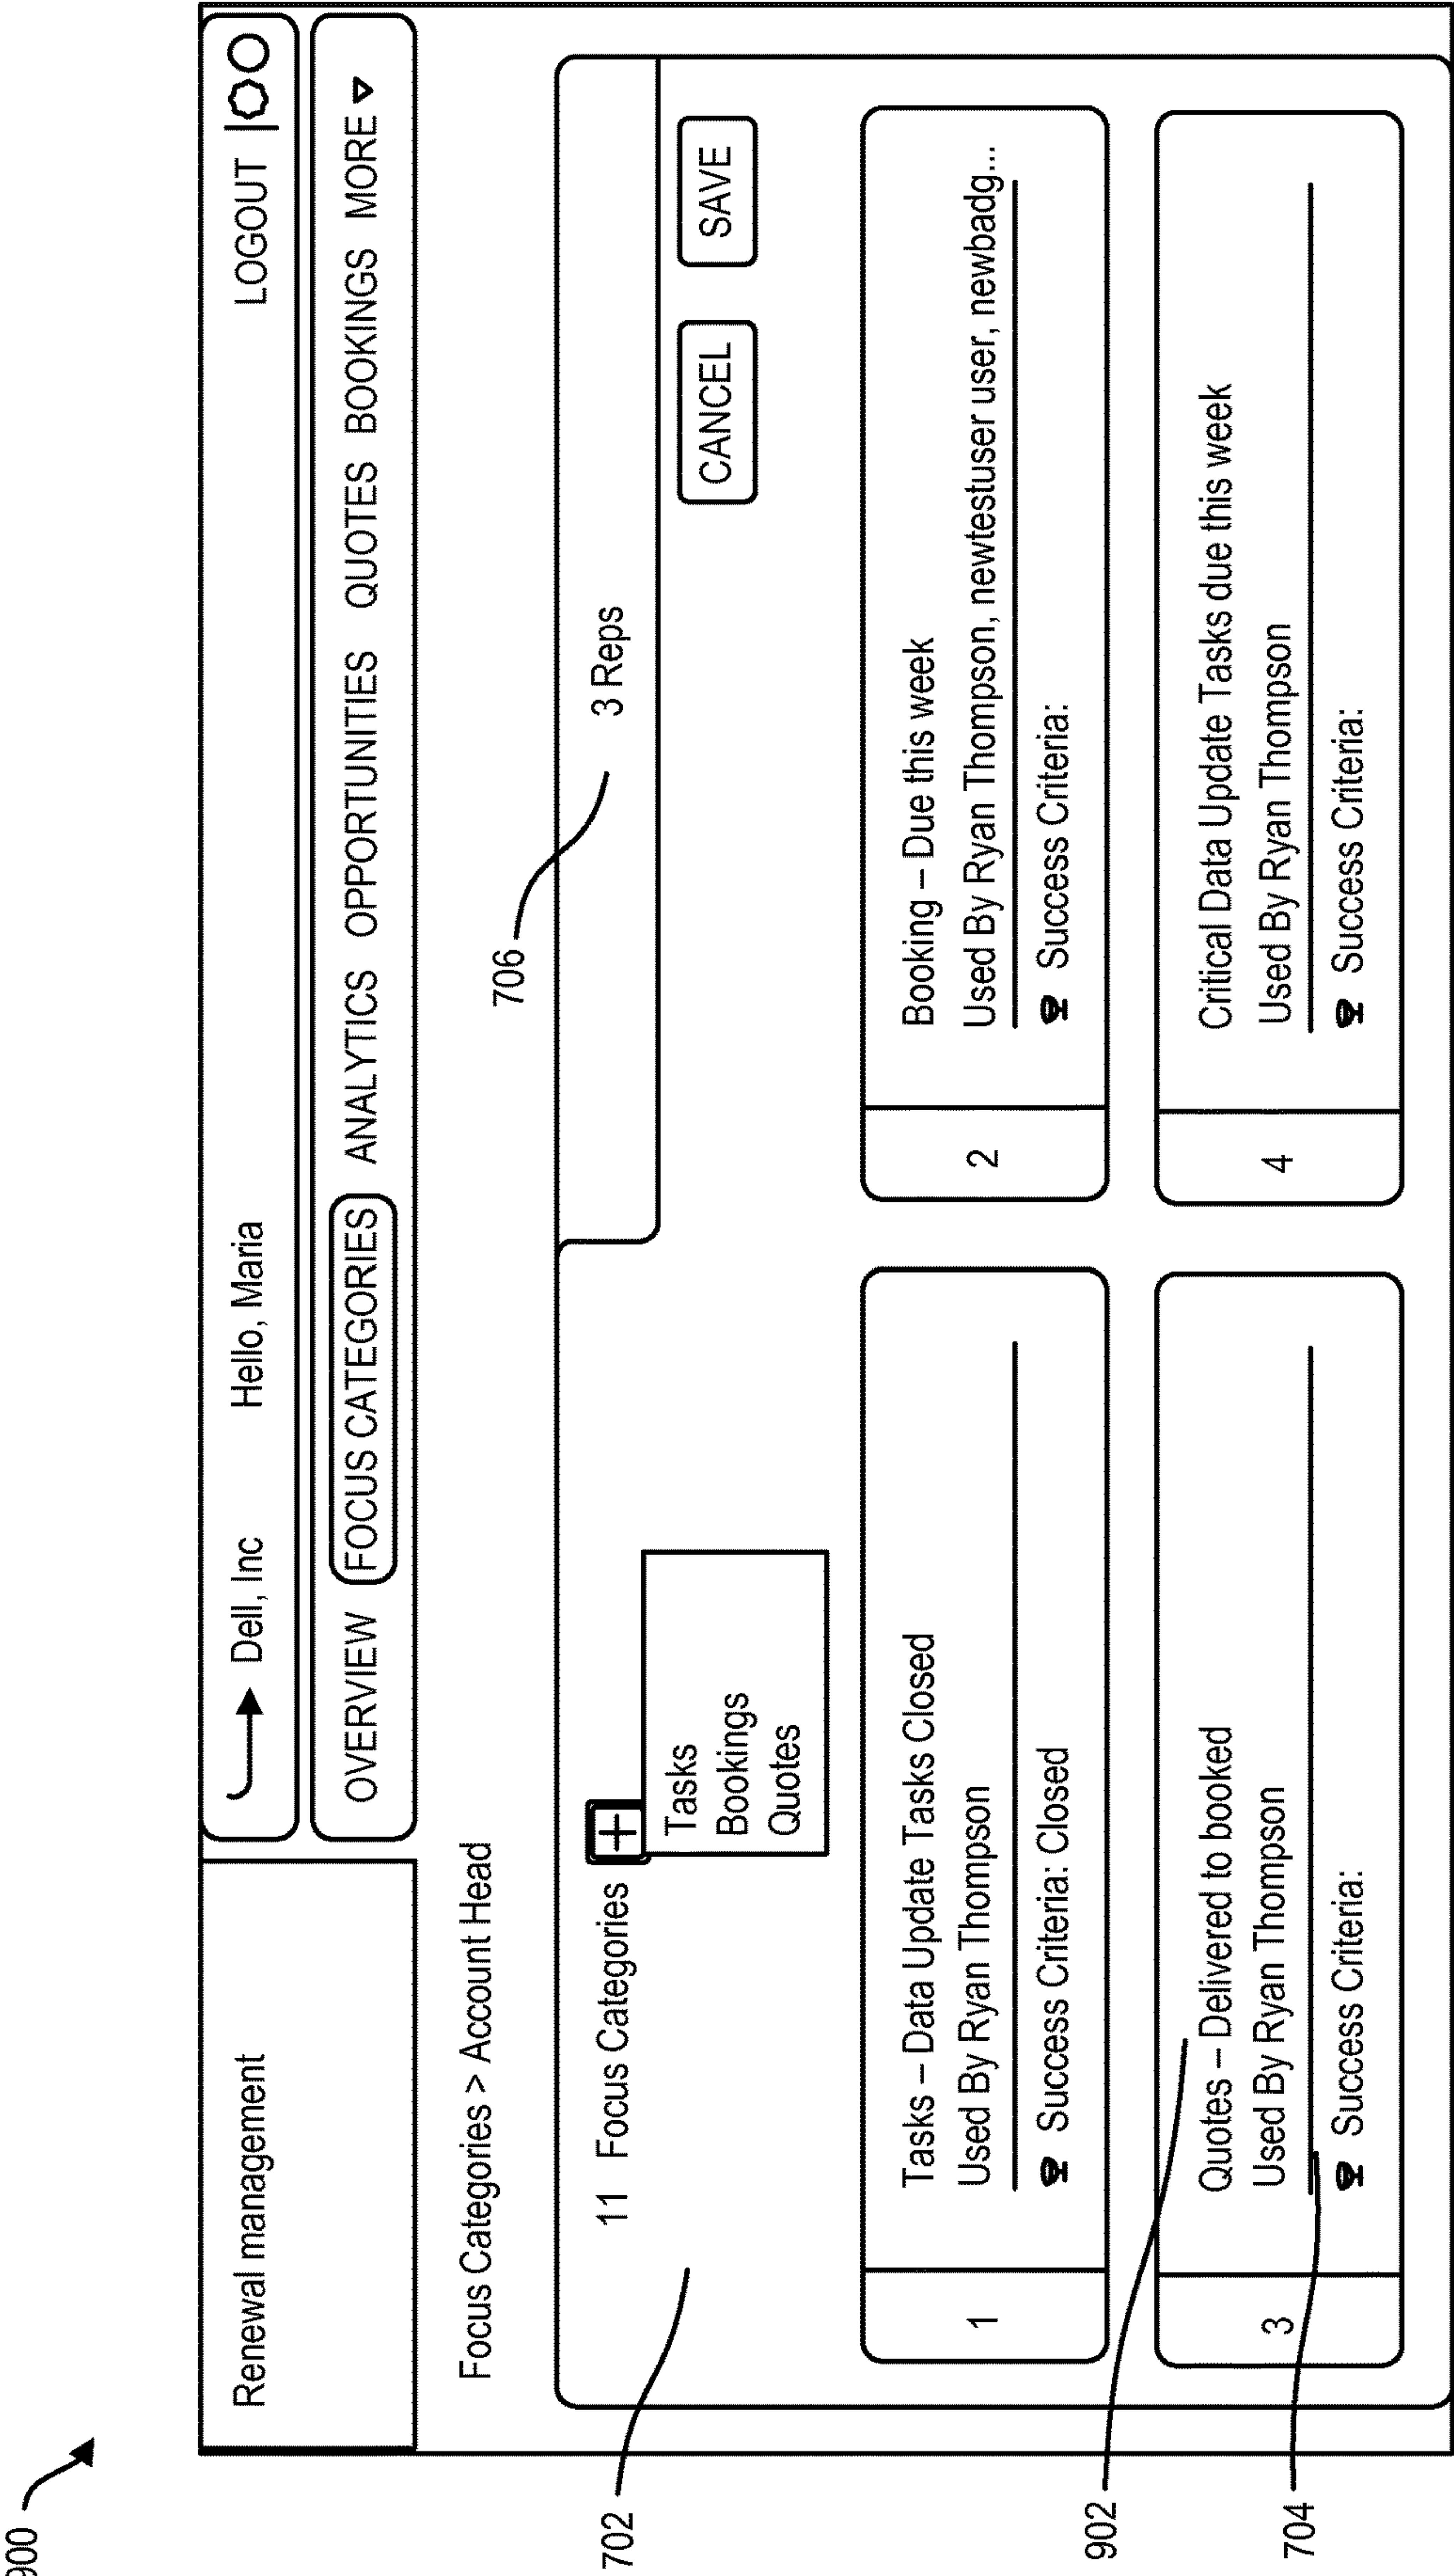 900
Renewal management
Dell, Inc Hello, Maria LOGOUT
OVERVIEW FOCUS CATEGORIES ANALYTICS OPPORTUNITIES QUOTES BOOKINGS MORE
Focus Categories > Account Head
706
702
11 Focus Categories +
3 Reps
Tasks
Bookings
Quotes
CANCEL SAVE
1
Tasks – Data Update Tasks Closed
Used By Ryan Thompson
Success Criteria: Closed
2
Booking – Due this week
Used By Ryan Thompson, newtestuser user, newbadg...
Success Criteria:
902
3
Quotes – Delivered to booked
Used By Ryan Thompson
Success Criteria:
704
4
Critical Data Update Tasks due this week
Used By Ryan Thompson
Success Criteria: